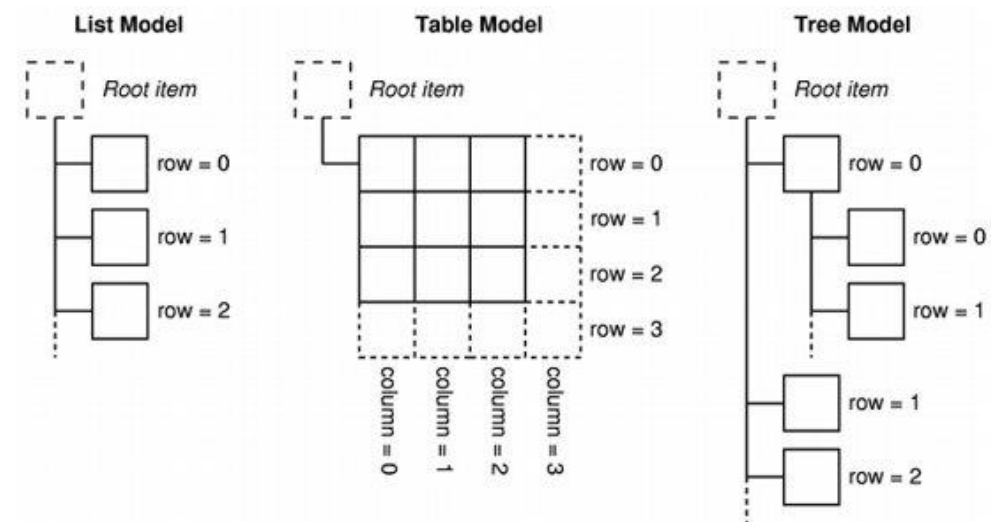 List Model
Root item
row = 0
row = 1
row = 2
Table Model
Root item
row = 0
row = 1
row = 2
row = 3
column = 0
column = 1
column = 2
column = 3
Tree Model
Root item
row = 0
row = 0
row = 1
row = 1
row = 2